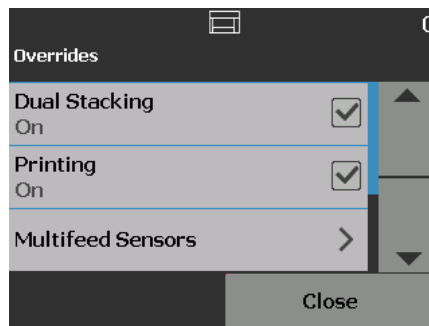 Overrides
Dual Stacking
On
Printing
On
Multifeed Sensors
Close